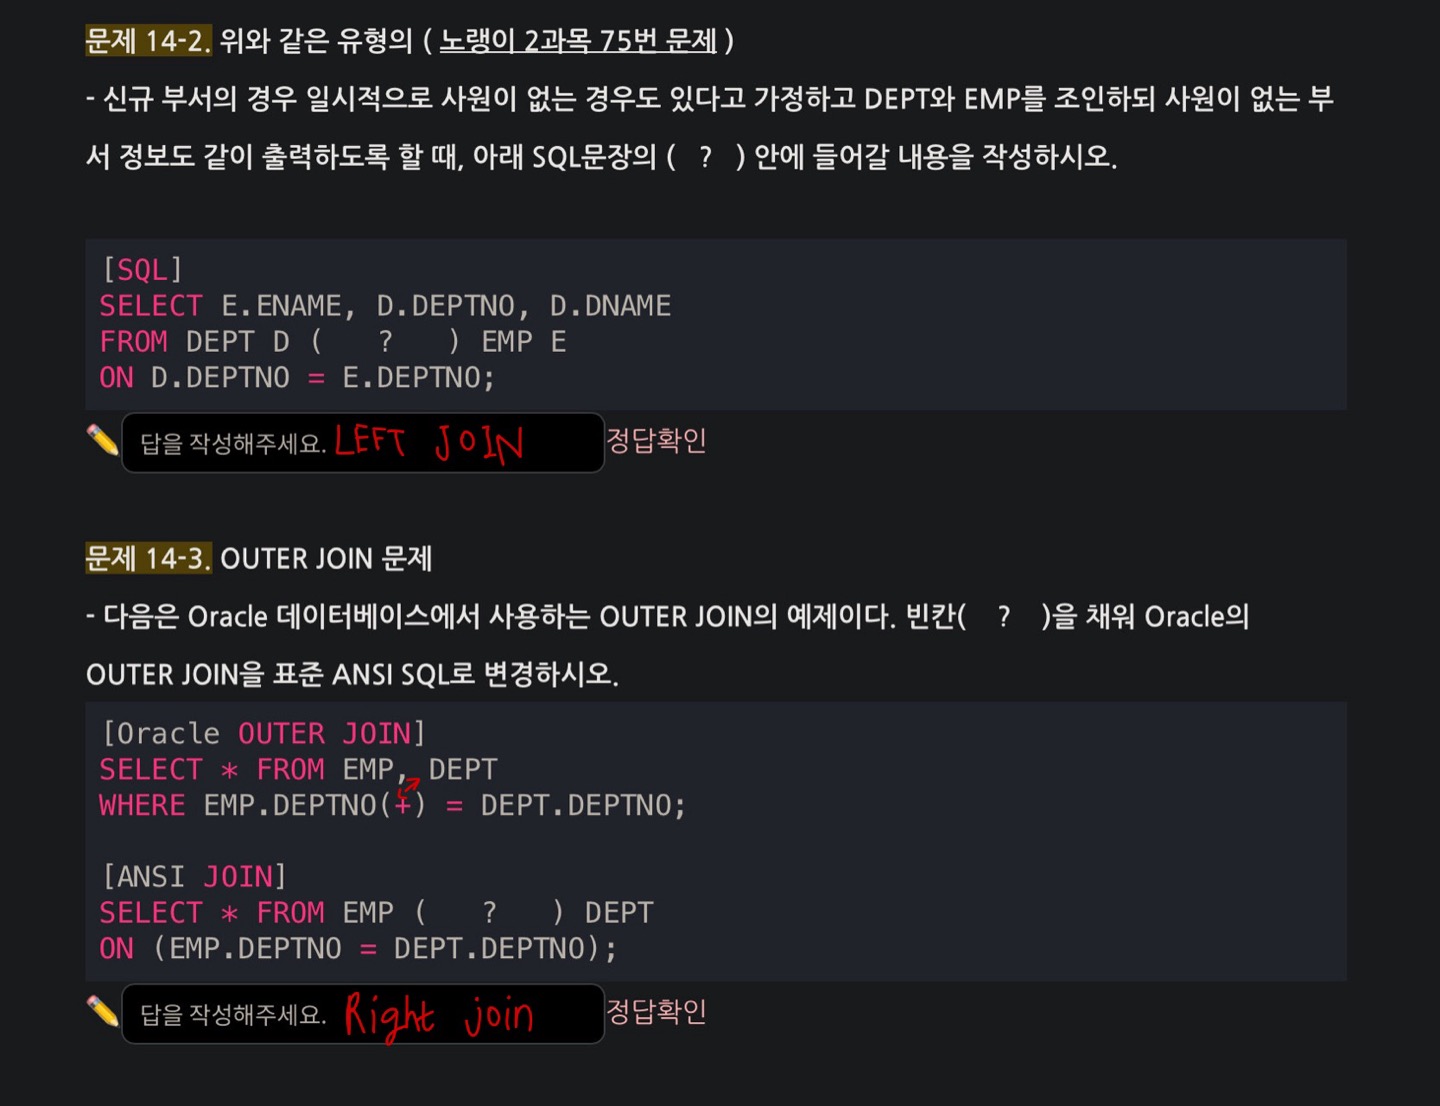 문제 14-2. 위와 같은 유형의 ( 노랭이 2과목 75번 문제 )
- 신규 부서의 경우 일시적으로 사원이 없는 경우도 있다고 가정하고 DEPT와 EMP를 조인하되 사원이 없는 부
서 정보도 같이 출력하도록 할 때, 아래 SQL문장의 ( ? ) 안에 들어갈 내용을 작성하시오.
[SQL]
SELECT E.ENAME, D.DEPTNO, D.DNAME
FROM DEPT D ( ? ) EMP E
ON D.DEPTNO = E.DEPTNO;
답을 작성해주세요. LEFT JOIN 정답확인
문제 14-3. OUTER JOIN 문제
- 다음은 Oracle 데이터베이스에서 사용하는 OUTER JOIN의 예제이다. 빈칸( ? )을 채워 Oracle의
OUTER JOIN을 표준 ANSI SQL로 변경하시오.
[Oracle OUTER JOIN]
SELECT * FROM EMP, DEPT
WHERE EMP.DEPTNO(+) = DEPT.DEPTNO;
[ANSI JOIN]
SELECT * FROM EMP ( ? ) DEPT
ON (EMP.DEPTNO = DEPT.DEPTNO);
답을 작성해주세요. Right join 정답확인